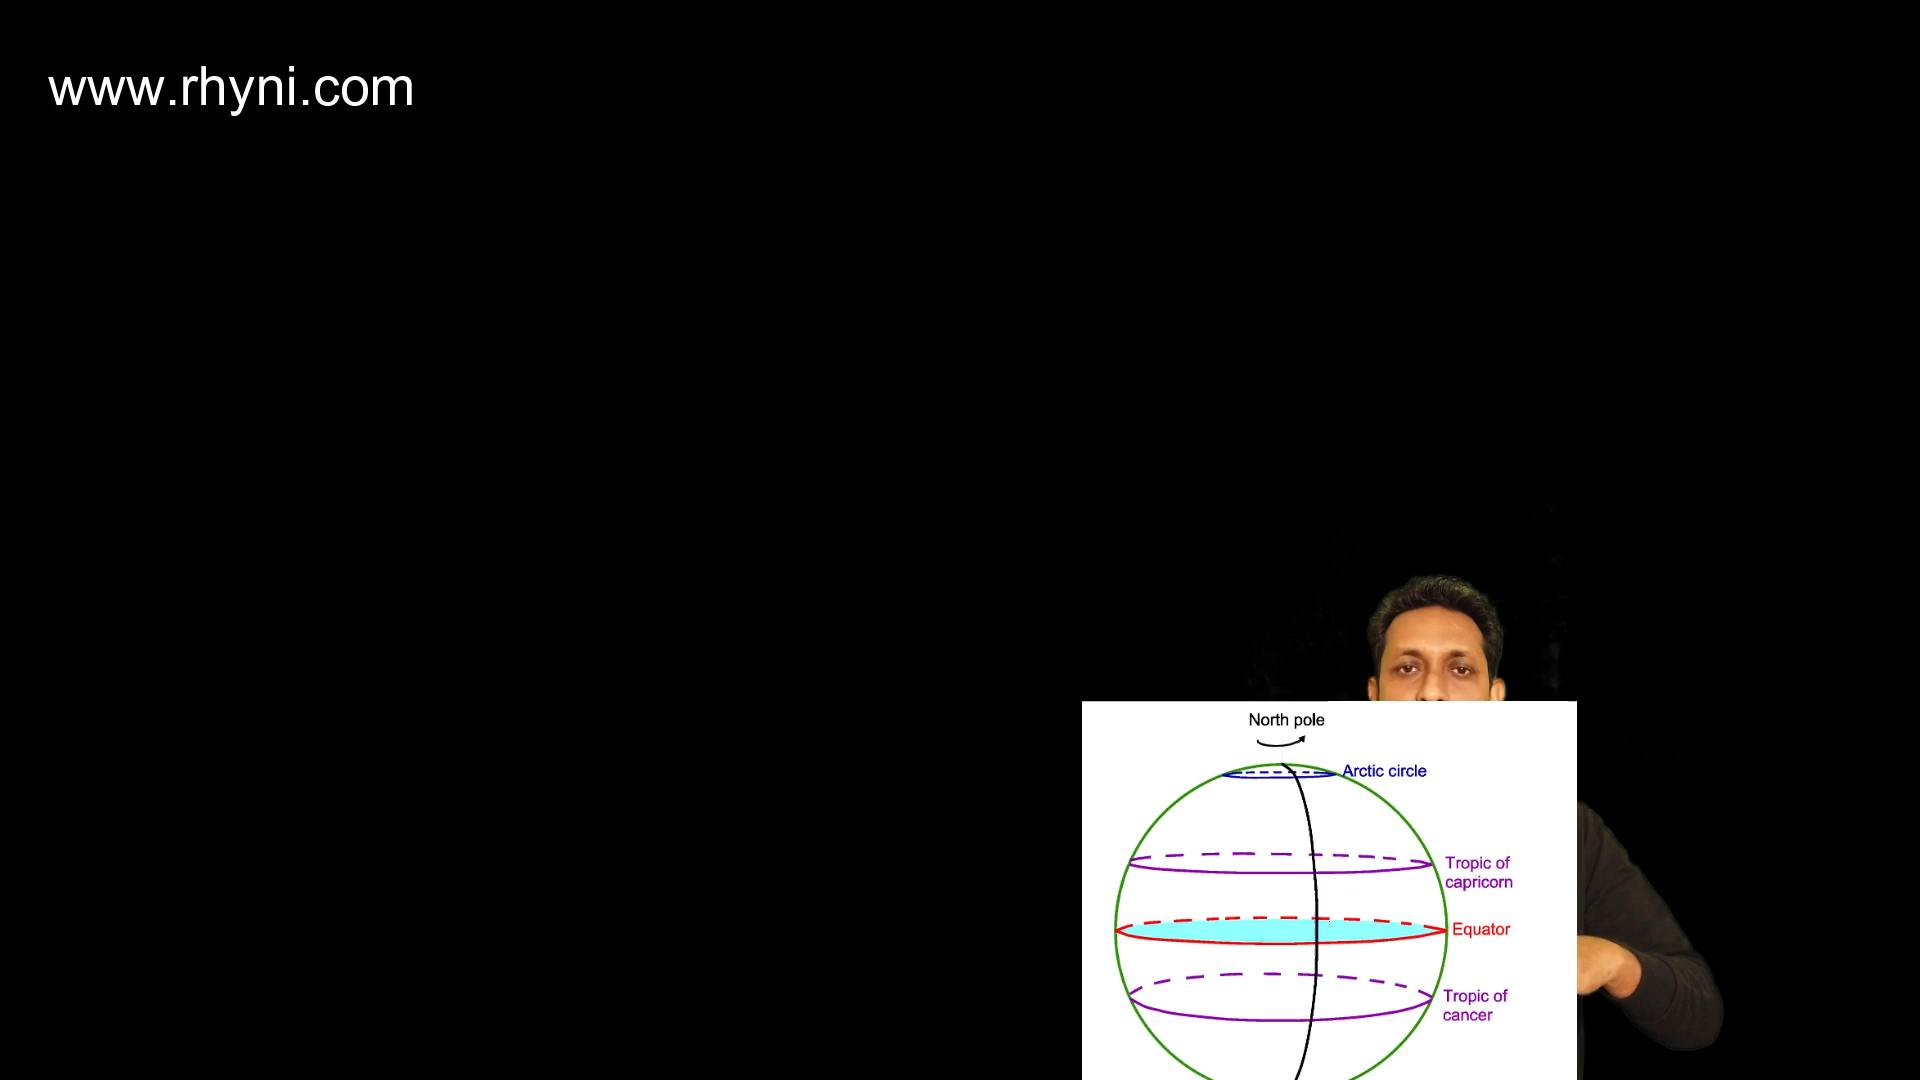 www.rhyni.com
North pole
Arctic circle
Tropic of
capricorn
Equator
Tropic of
cancer